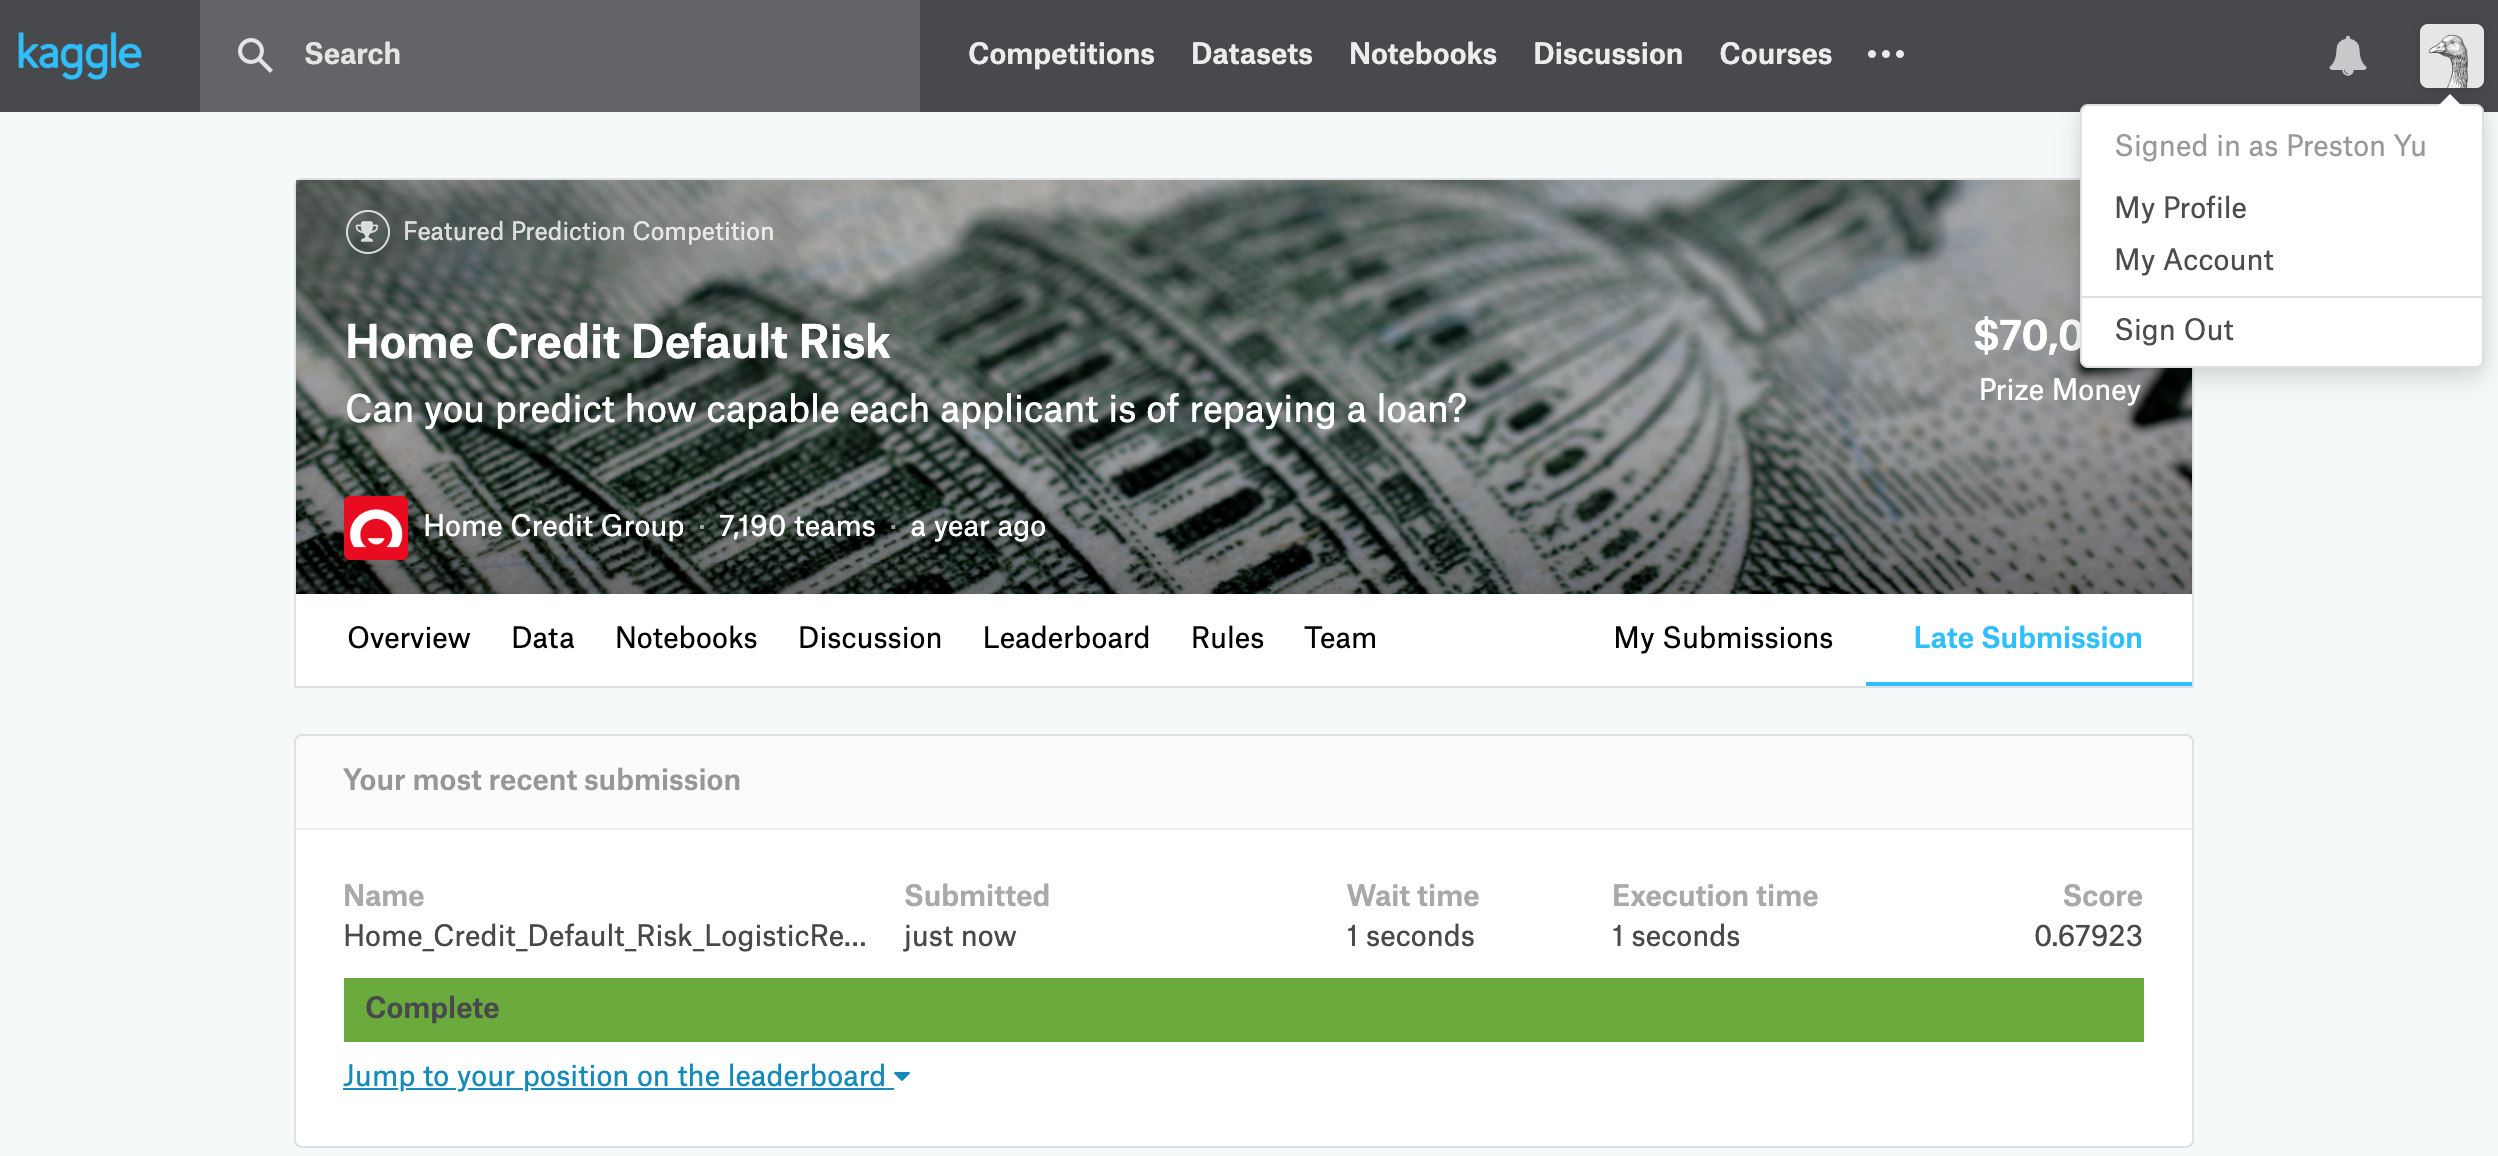 kaggle
Search
Competitions Datasets Notebooks Discussion Courses
Signed in as Preston Yu
My Profile
My Account
Sign Out
Featured Prediction Competition
Home Credit Default Risk
$70,0
Can you predict how capable each applicant is of repaying a loan?
Prize Money
Home Credit Group · 7,190 teams · a year ago
Overview Data Notebooks Discussion Leaderboard Rules Team My Submissions Late Submission
Your most recent submission
Name Submitted Wait time Execution time Score
Home_Credit_Default_Risk_LogisticRe... just now 1 seconds 1 seconds 0.67923
Complete
Jump to your position on the leaderboard